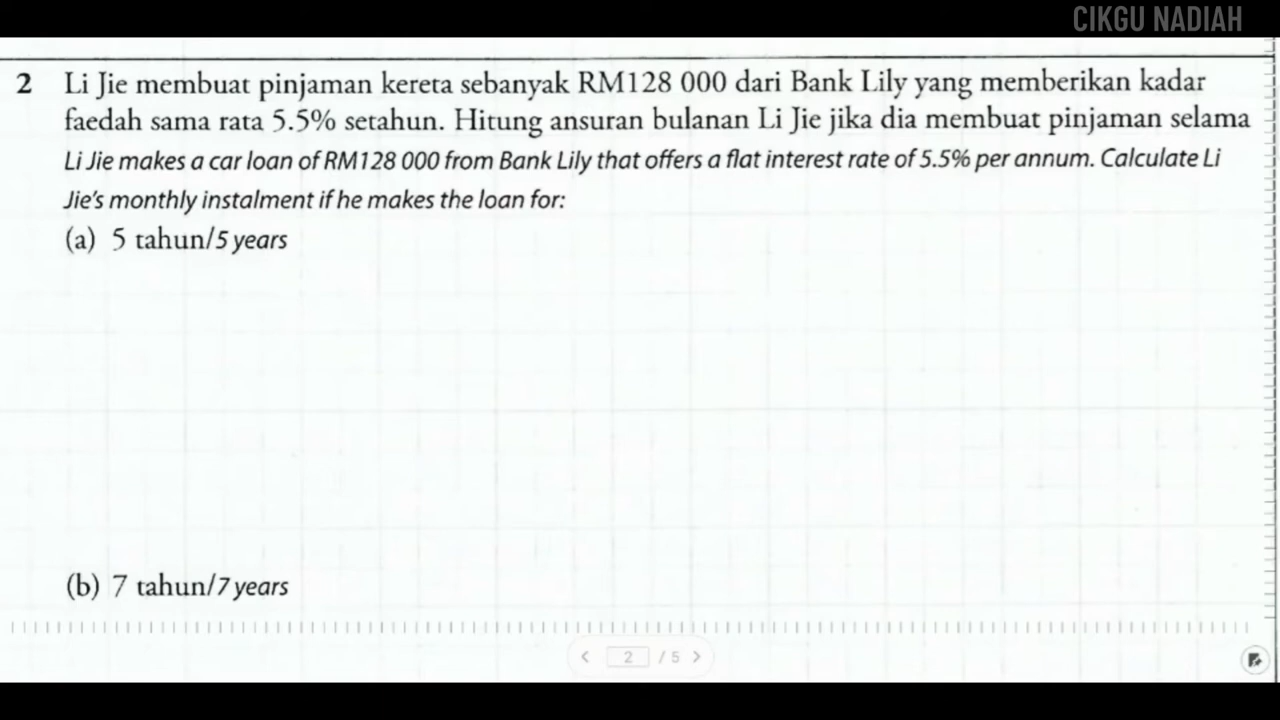 CIKGU NADIAH
2 Li Jie membuat pinjaman kereta sebanyak RM128 000 dari Bank Lily yang memberikan kadar
faedah sama rata 5.5% setahun. Hitung ansuran bulanan Li Jie jika dia membuat pinjaman selama
Li Jie makes a car loan of RM128 000 from Bank Lily that offers a flat interest rate of 5.5% per annum. Calculate Li
Jie's monthly instalment if he makes the loan for:
(a) 5 tahun/5 years
(b) 7 tahun/7 years
< 2 / 5 >